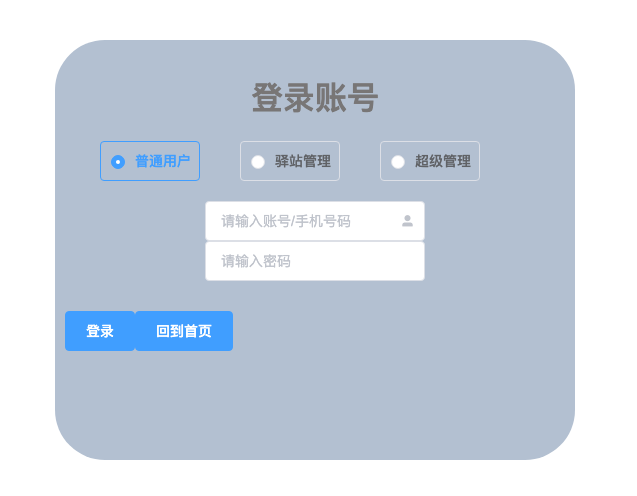 登录账号
普通用户 驿站管理 超级管理
请输入账号/手机号码
请输入密码
登录 回到首页